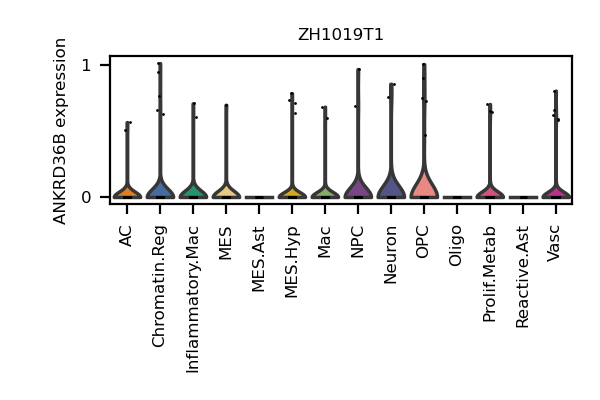 ZH1019T1
ANKRD36B expression
1
0
AC
Chromatin.Reg
Inflammatory.Mac
MES
MES.Ast
MES.Hyp
Mac
NPC
Neuron
OPC
Oligo
Prolif.Metab
Reactive.Ast
Vasc